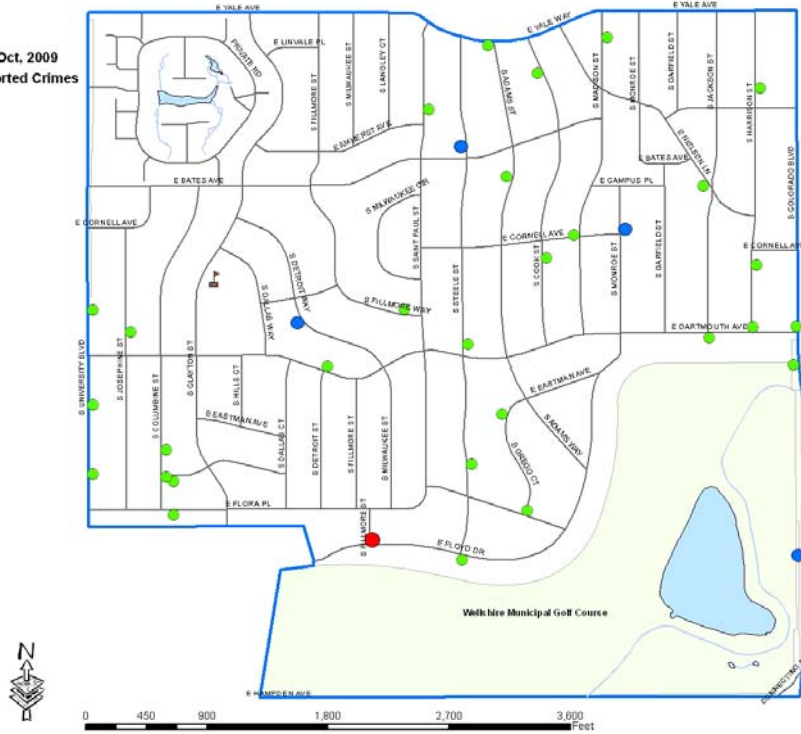 E YALE AVE
E YALE AVE
E YALE WAY
Oct, 2009
rted Crimes
PRIVATE RD
E LINVALE PL
S FILLMORE ST
S MILWAUKEE ST
S LANGLEY CT
S ADAMS ST
S MADISON ST
S MONROE ST
S GARFIELD ST
S JACKSON ST
S HARRISON ST
E AMHERST AVE
E NIELSON LN
S COLORADO BLVD
E BATES AVE
E BATES AVE
E CAMPUS PL
S MILWAUKEE CIR
E CORNELL AVE
S SAINT PAUL ST
E CORNELL AVE
E CORNELL AVE
S DETROIT WAY
S STEELE ST
S COOK ST
S MONROE ST
S GARFIELD ST
S DALLAS WAY
S FILLMORE WAY
E DARTMOUTH AVE
S UNIVERSITY BLVD
S JOSEPHINE ST
S COLUMBINE ST
S CLAYTON ST
S HILLS CT
E EASTMAN AVE
E EASTMAN AVE
S DALLAS CT
S DETROIT ST
S FILLMORE ST
S MILWAUKEE ST
S ADAMS WAY
S GREGG CT
E FLORA PL
S FILLMORE ST
E FLOYD DR
Wellshire Municipal Golf Course
N
E HAMPDEN AVE
0 450 900 1,800 2,700 3,600
Feet